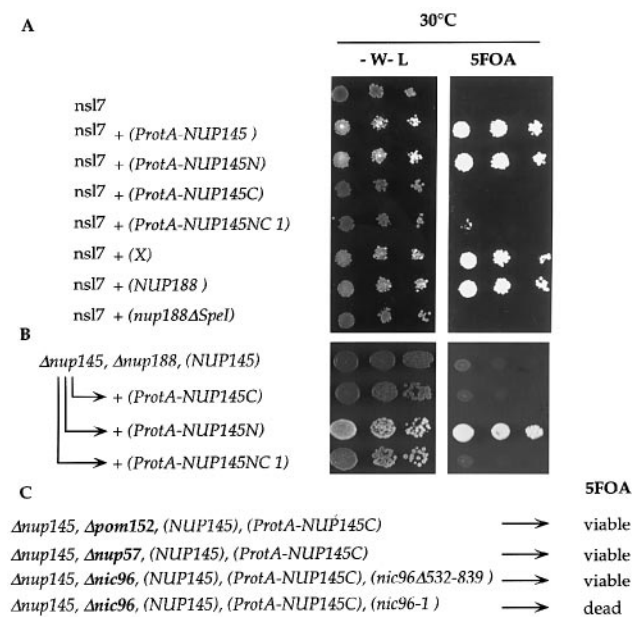 A
30°C
- W- L 5FOA
nsl7
nsl7 + (ProtA-NUP145 )
nsl7 + (ProtA-NUP145N)
nsl7 + (ProtA-NUP145C)
nsl7 + (ProtA-NUP145NC 1)
nsl7 + (X)
nsl7 + (NUP188 )
nsl7 + (nup188ΔSpeI)
B
Δnup145, Δnup188, (NUP145)
+ (ProtA-NUP145C)
+ (ProtA-NUP145N)
+ (ProtA-NUP145NC 1)
C
5FOA
Δnup145, Δpom152, (NUP145), (ProtA-NUP145C) viable
Δnup145, Δnup57, (NUP145), (ProtA-NUP145C) viable
Δnup145, Δnic96, (NUP145), (ProtA-NUP145C), (nic96Δ532-839 ) viable
Δnup145, Δnic96, (NUP145), (ProtA-NUP145C), (nic96-1 ) dead